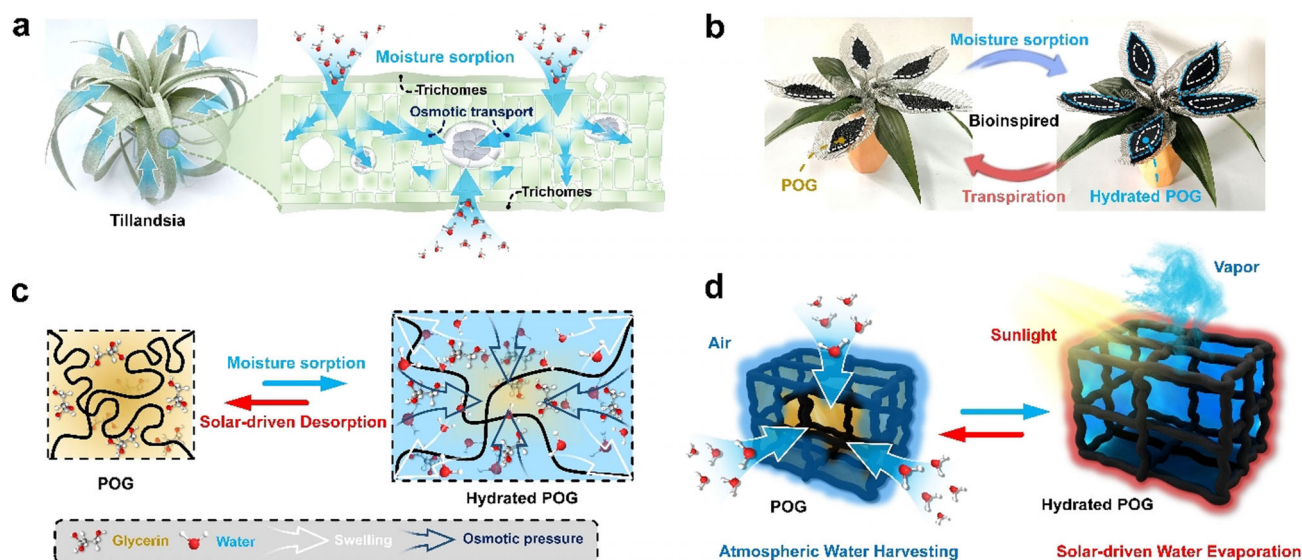 a
Moisture sorption
Trichomes
Osmotic transport
Trichomes
Tillandsia
b
Moisture sorption
Bioinspired
POG
Transpiration
Hydrated POG
c
Moisture sorption
Solar-driven Desorption
POG
Hydrated POG
Glycerin Water Swelling Osmotic pressure
d
Vapor
Sunlight
Air
POG
Hydrated POG
Atmospheric Water Harvesting
Solar-driven Water Evaporation